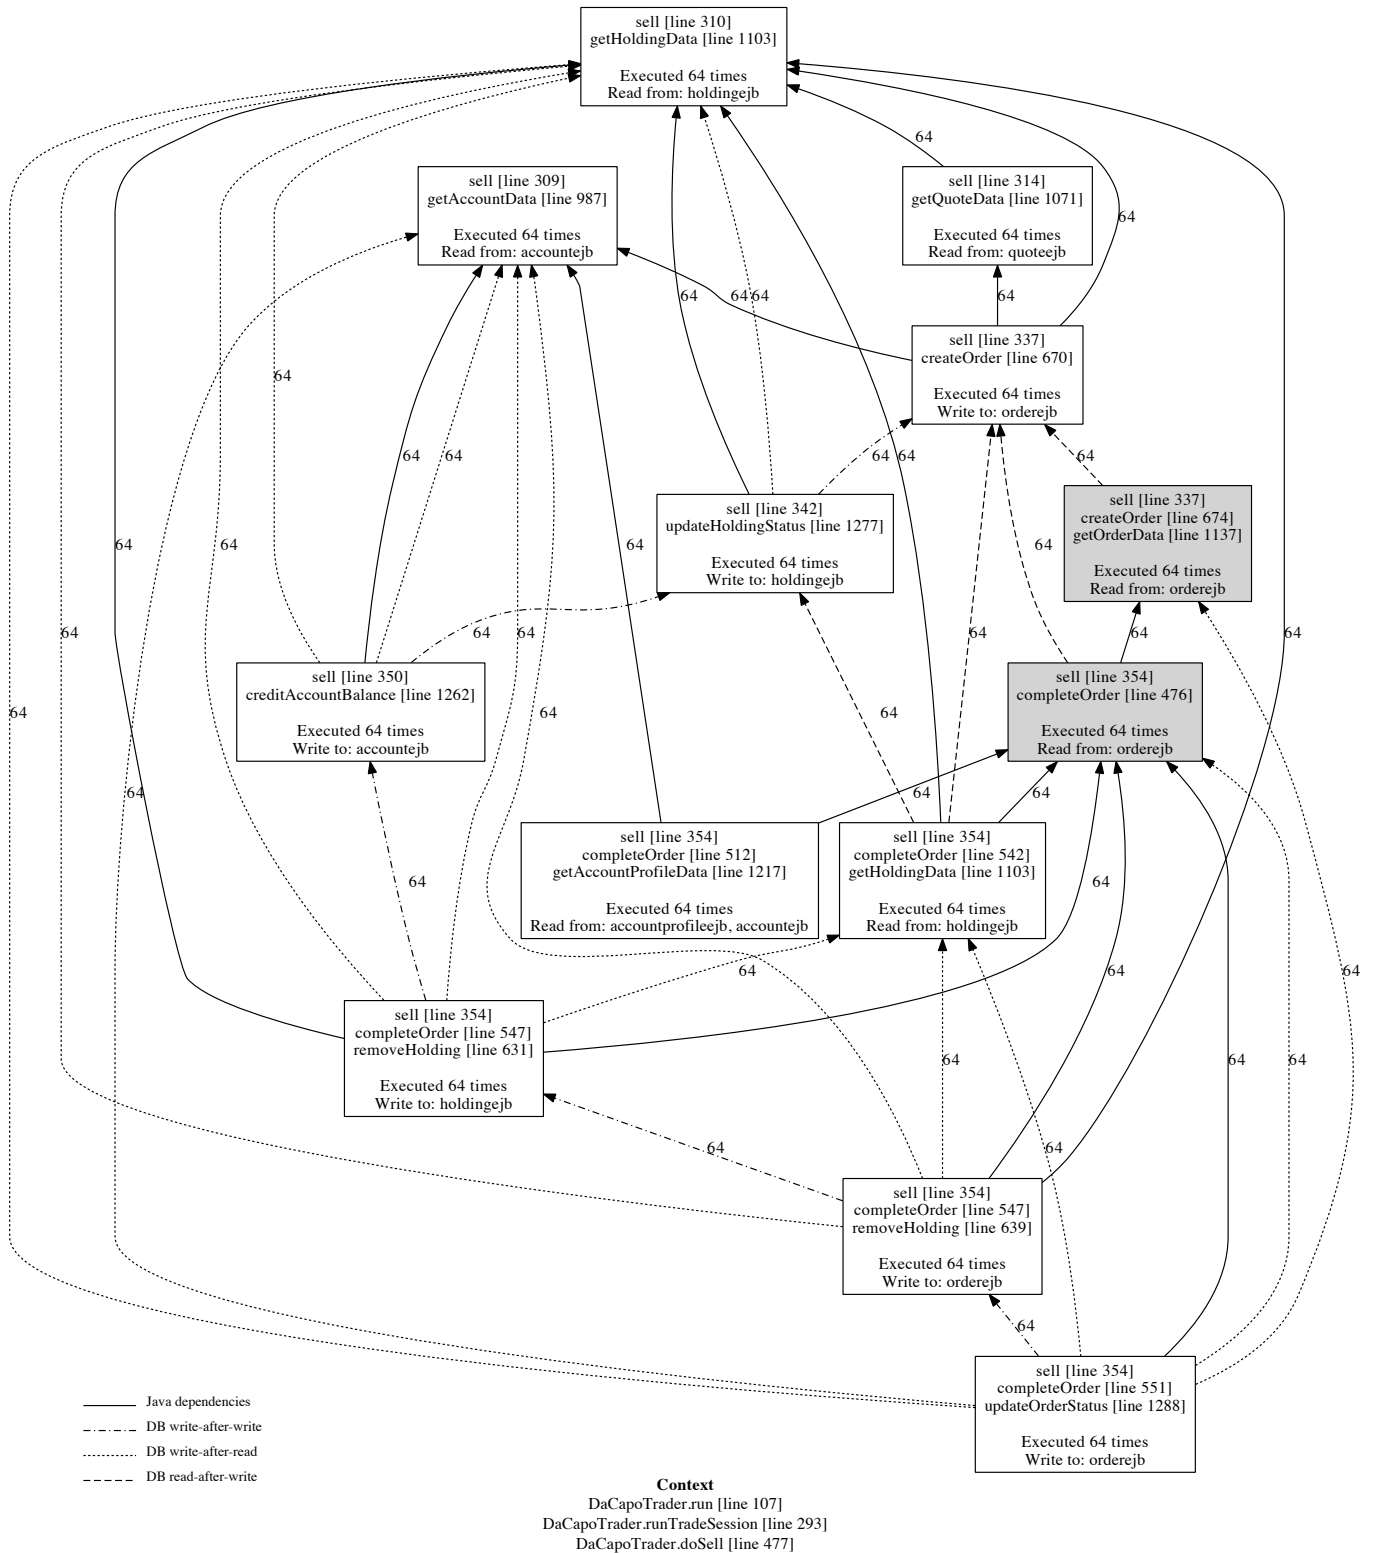 sell [line 310]
getHoldingData [line 1103]
Executed 64 times
Read from: holdingejb
64
sell [line 309]
getAccountData [line 987]
Executed 64 times
Read from: accountejb
sell [line 314]
getQuoteData [line 1071]
Executed 64 times
Read from: quoteejb
64
64
64
64
64
sell [line 337]
createOrder [line 670]
Executed 64 times
Write to: orderejb
64
64
64
64
64
64
sell [line 342]
updateHoldingStatus [line 1277]
Executed 64 times
Write to: holdingejb
sell [line 337]
createOrder [line 674]
getOrderData [line 1137]
Executed 64 times
Read from: orderejb
64
64
64
64
64
64
64
64
64
64
sell [line 350]
creditAccountBalance [line 1262]
Executed 64 times
Write to: accountejb
sell [line 354]
completeOrder [line 476]
Executed 64 times
Read from: orderejb
64
64
64
64
64
64
sell [line 354]
completeOrder [line 512]
getAccountProfileData [line 1217]
Executed 64 times
Read from: accountprofileejb, accountejb
sell [line 354]
completeOrder [line 542]
getHoldingData [line 1103]
Executed 64 times
Read from: holdingejb
64
64
64
64
64
sell [line 354]
completeOrder [line 547]
removeHolding [line 631]
Executed 64 times
Write to: holdingejb
64
64
64
64
64
sell [line 354]
completeOrder [line 547]
removeHolding [line 639]
Executed 64 times
Write to: orderejb
64
sell [line 354]
completeOrder [line 551]
updateOrderStatus [line 1288]
Executed 64 times
Write to: orderejb
Java dependencies
DB write-after-write
DB write-after-read
DB read-after-write
Context
DaCapoTrader.run [line 107]
DaCapoTrader.runTradeSession [line 293]
DaCapoTrader.doSell [line 477]